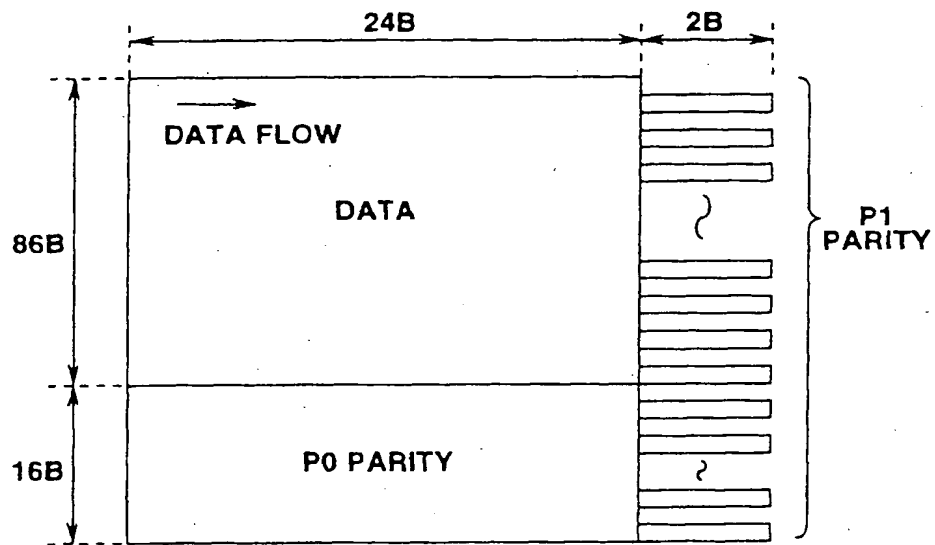 24B
2B
DATA FLOW
DATA
86B
P1
PARITY
16B
P0 PARITY